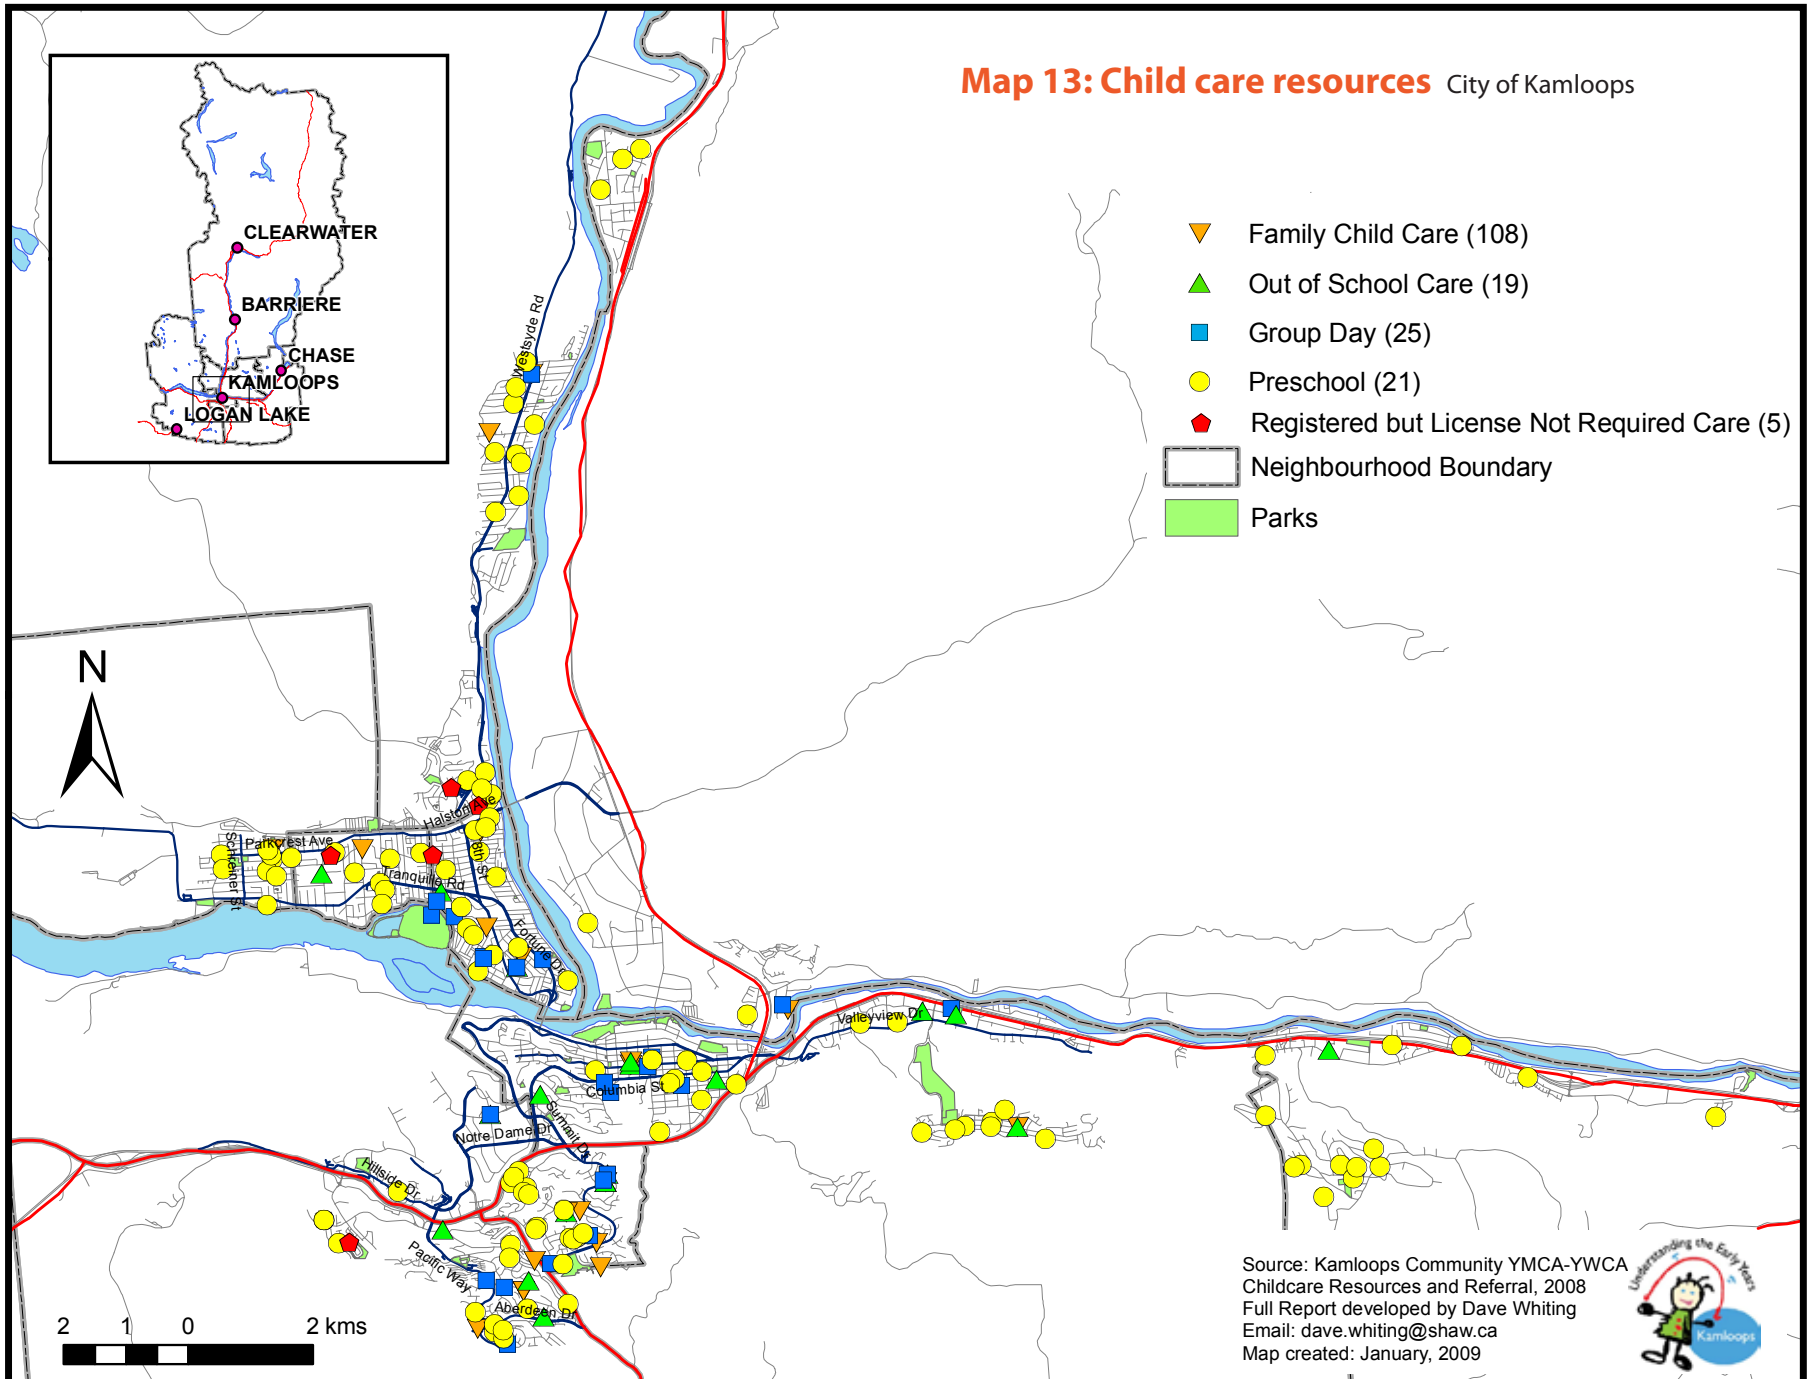 Map 13: Child care resources City of Kamloops
CLEARWATER
BARRIERE
CHASE
KAMLOOPS
LOGAN LAKE
Family Child Care (108)
Out of School Care (19)
Group Day (25)
Preschool (21)
Registered but License Not Required Care (5)
Neighbourhood Boundary
Parks
Westsyde Rd
N
Halston Ave
Parkcrest Ave
Schreiner St
8th St
Tranquille Rd
Fortune Dr
Valleyview Dr
Columbia St
Summit Dr
Notre Dame Dr
Hillside Dr
Pacific Way
Aberdeen Dr
2 1 0 2 kms
Source: Kamloops Community YMCA-YWCA
Childcare Resources and Referral, 2008
Full Report developed by Dave Whiting
Email: dave.whiting@shaw.ca
Map created: January, 2009
Understanding the Early Years
Kamloops